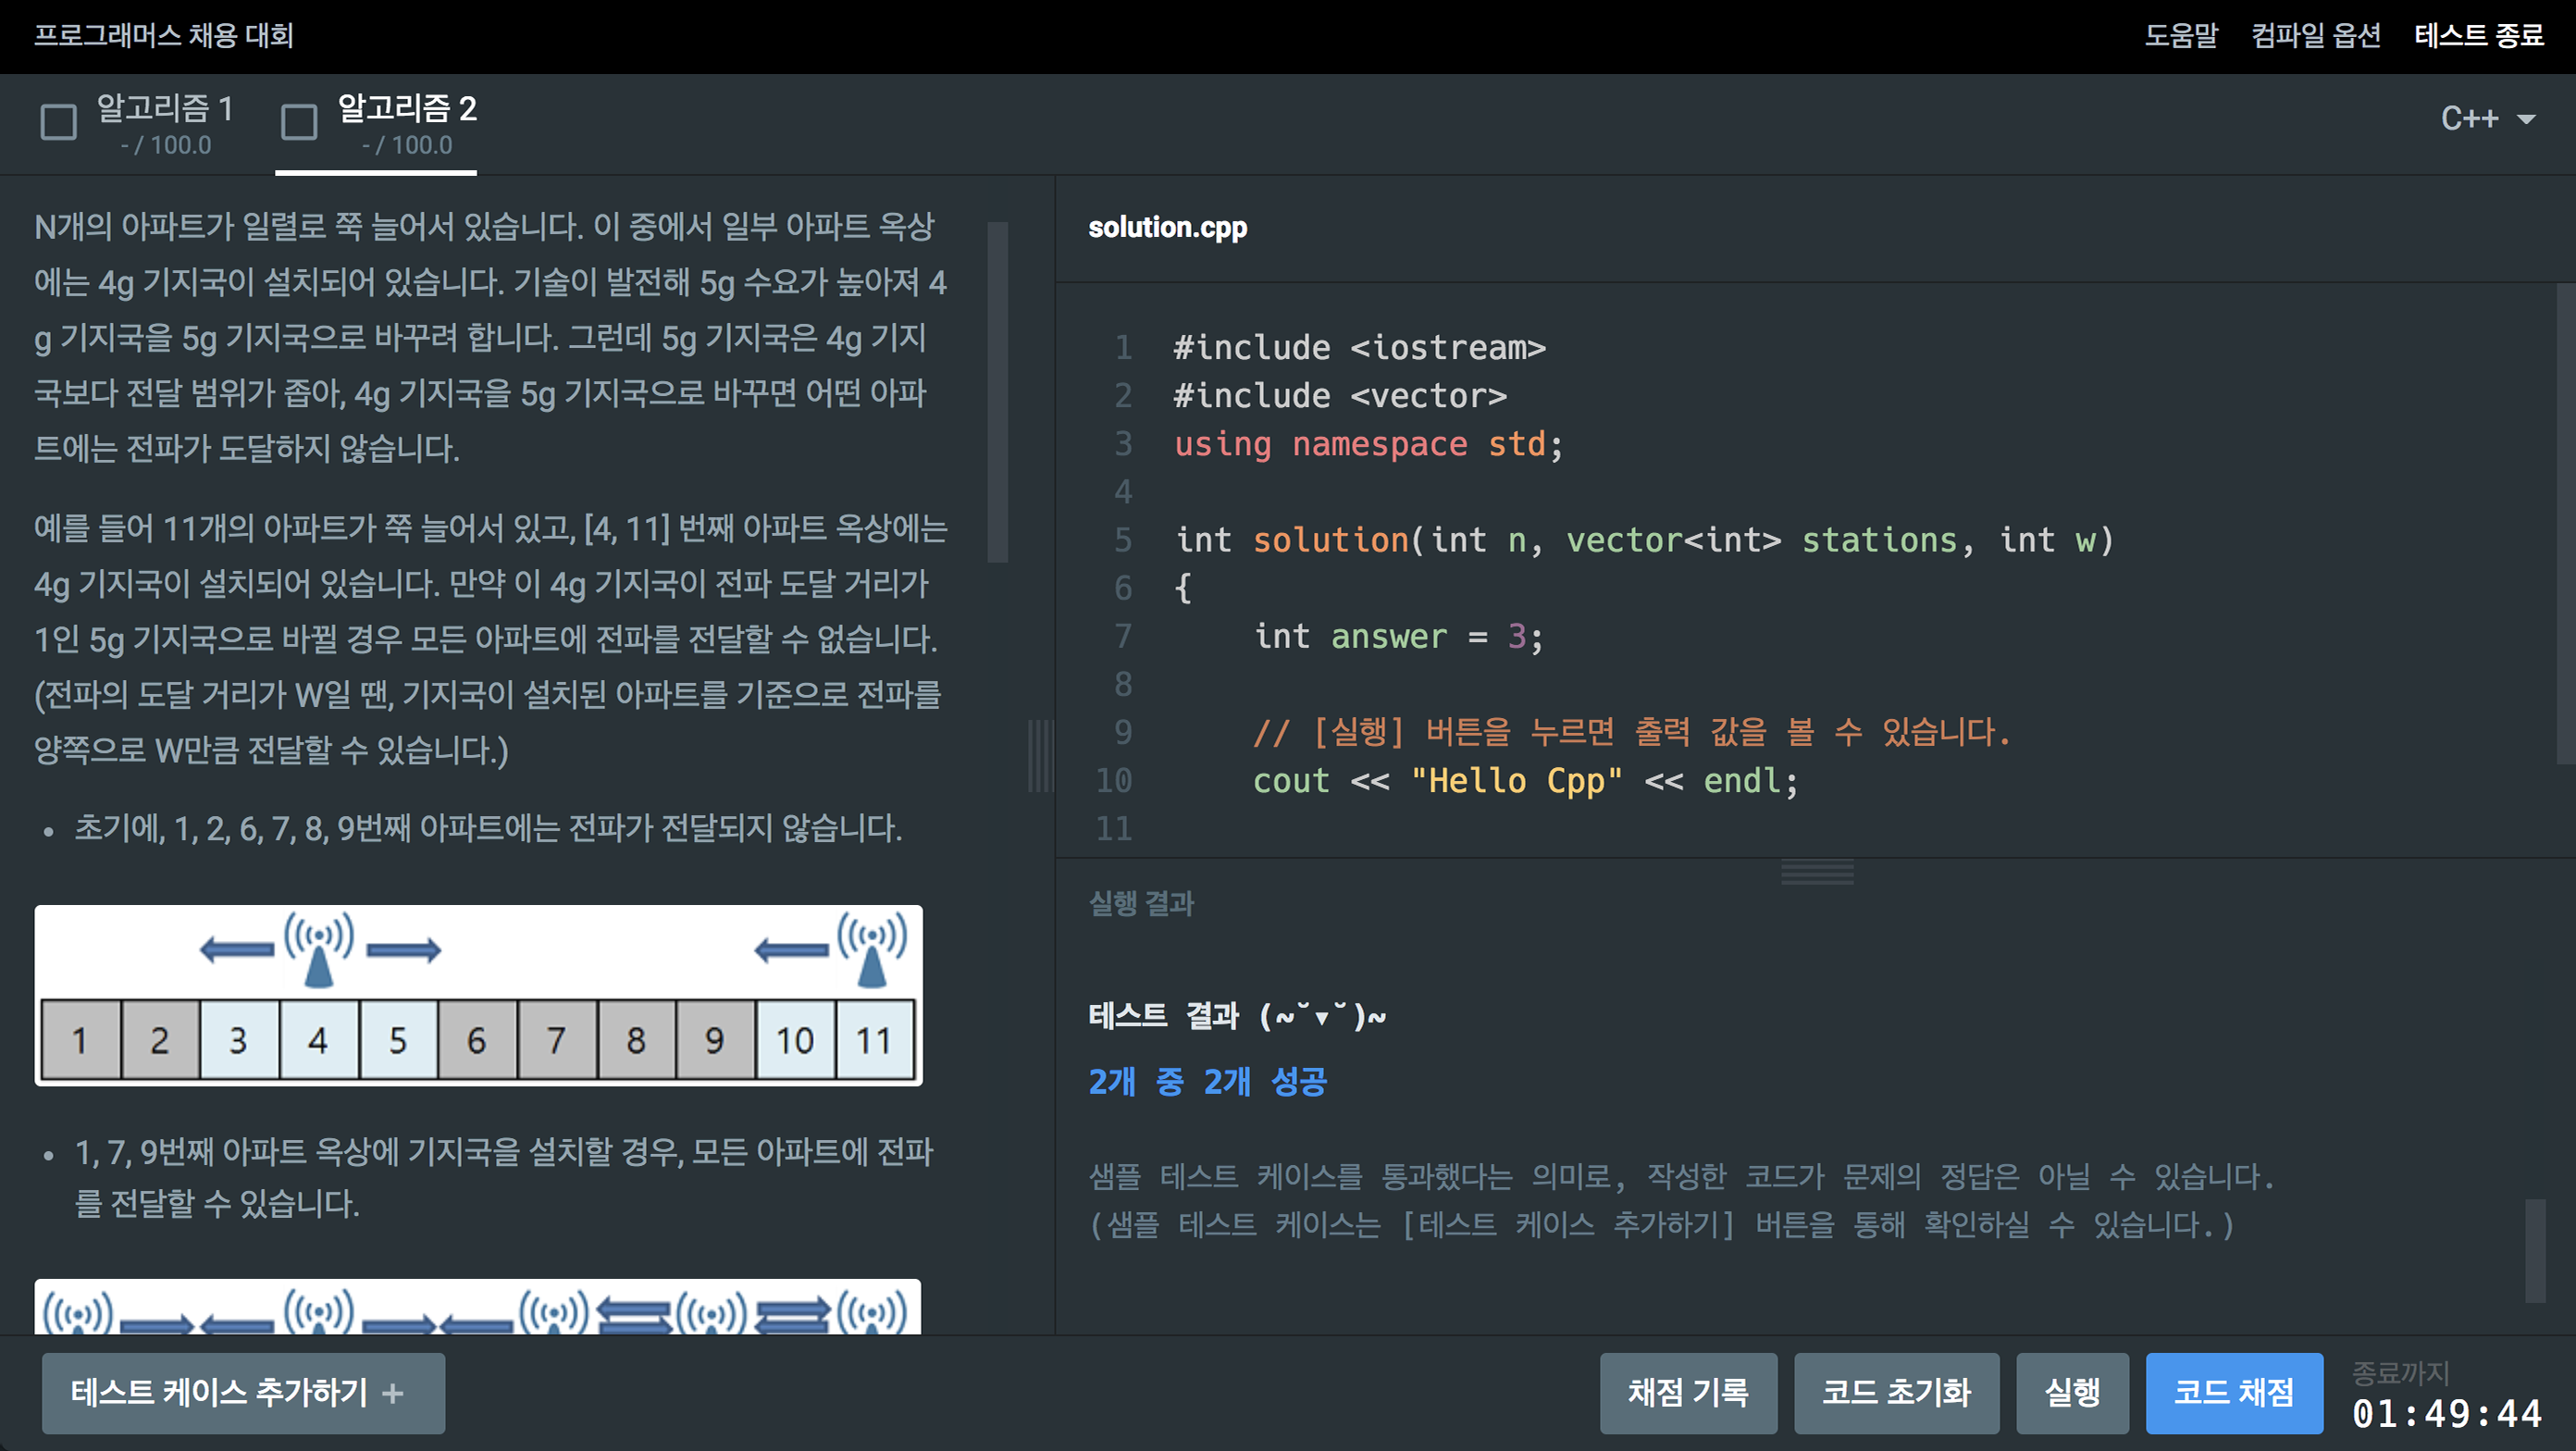 프로그래머스 채용 대회
도움말 컴파일 옵션 테스트 종료
알고리즘 1
- / 100.0
알고리즘 2
- / 100.0
C++
N개의 아파트가 일렬로 쭉 늘어서 있습니다. 이 중에서 일부 아파트 옥상
에는 4g 기지국이 설치되어 있습니다. 기술이 발전해 5g 수요가 높아져 4
g 기지국을 5g 기지국으로 바꾸려 합니다. 그런데 5g 기지국은 4g 기지
국보다 전달 범위가 좁아, 4g 기지국을 5g 기지국으로 바꾸면 어떤 아파
트에는 전파가 도달하지 않습니다.
예를 들어 11개의 아파트가 쭉 늘어서 있고, [4, 11] 번째 아파트 옥상에는
4g 기지국이 설치되어 있습니다. 만약 이 4g 기지국이 전파 도달 거리가
1인 5g 기지국으로 바뀔 경우 모든 아파트에 전파를 전달할 수 없습니다.
(전파의 도달 거리가 W일 땐, 기지국이 설치된 아파트를 기준으로 전파를
양쪽으로 W만큼 전달할 수 있습니다.)
• 초기에, 1, 2, 6, 7, 8, 9번째 아파트에는 전파가 전달되지 않습니다.
1 2 3 4 5 6 7 8 9 10 11
• 1, 7, 9번째 아파트 옥상에 기지국을 설치할 경우, 모든 아파트에 전파
를 전달할 수 있습니다.
solution.cpp
1 #include <iostream>
2 #include <vector>
3 using namespace std;
4
5 int solution(int n, vector<int> stations, int w)
6 {
7     int answer = 3;
8
9     // [실행] 버튼을 누르면 출력 값을 볼 수 있습니다.
10     cout << "Hello Cpp" << endl;
11
실행 결과
테스트 결과 (~˘▾˘)~
2개 중 2개 성공
샘플 테스트 케이스를 통과했다는 의미로, 작성한 코드가 문제의 정답은 아닐 수 있습니다.
(샘플 테스트 케이스는 [테스트 케이스 추가하기] 버튼을 통해 확인하실 수 있습니다.)
테스트 케이스 추가하기 +
채점 기록 코드 초기화 실행 코드 채점
종료까지
01:49:44